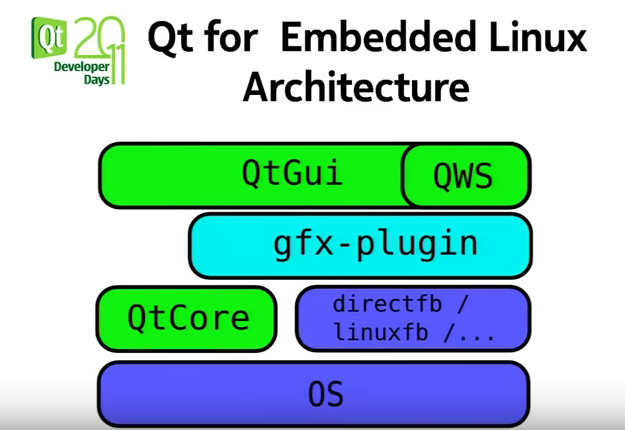 Qt 2011
Developer
Days
Qt for Embedded Linux
Architecture
QtGui
QWS
gfx-plugin
QtCore
directfb /
linuxfb /...
OS